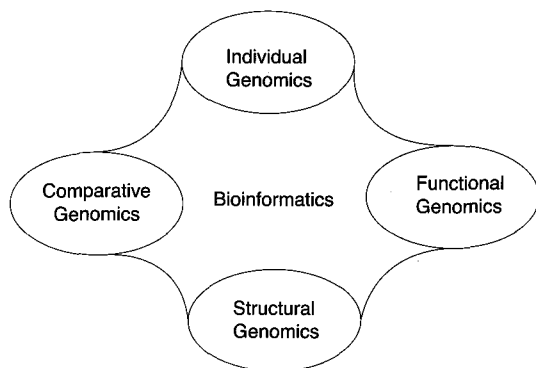 Individual
Genomics
Comparative
Genomics
Bioinformatics
Functional
Genomics
Structural
Genomics